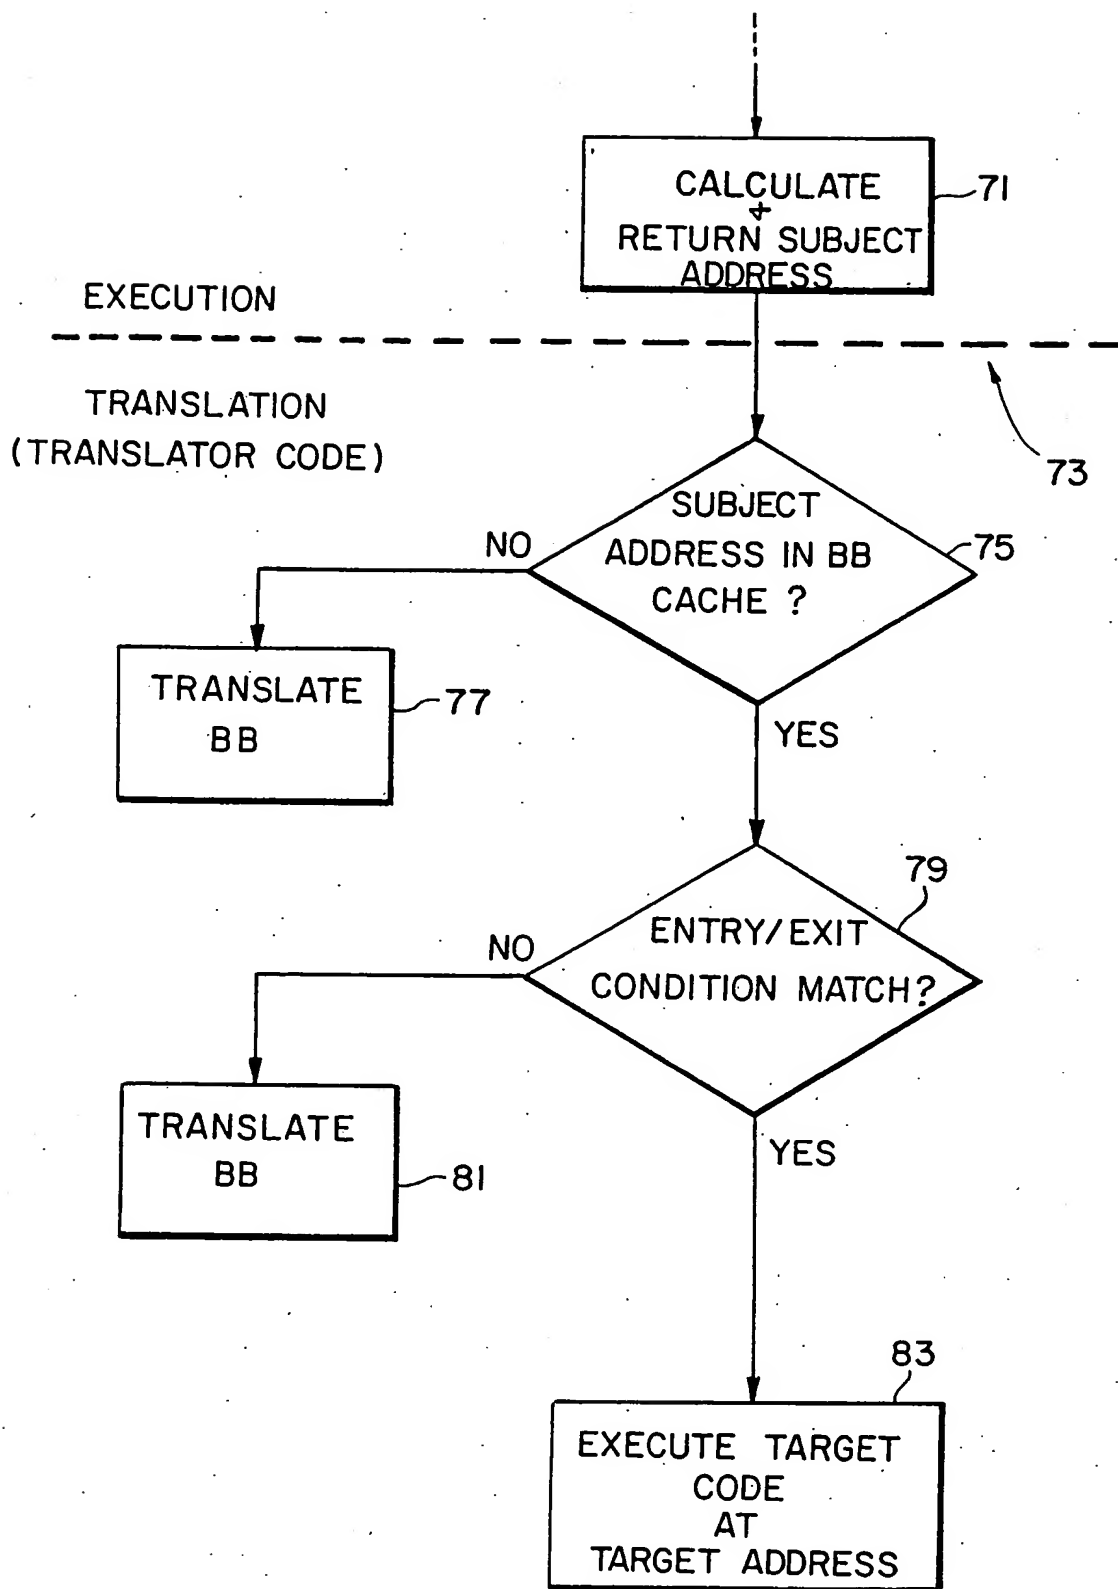 CALCULATE
&
RETURN SUBJECT
ADDRESS
71
EXECUTION
TRANSLATION
(TRANSLATOR CODE)
73
SUBJECT
ADDRESS IN BB
CACHE ?
75
NO
TRANSLATE
BB
77
YES
79
ENTRY/EXIT
CONDITION MATCH?
NO
TRANSLATE
BB
81
YES
83
EXECUTE TARGET
CODE
AT
TARGET ADDRESS